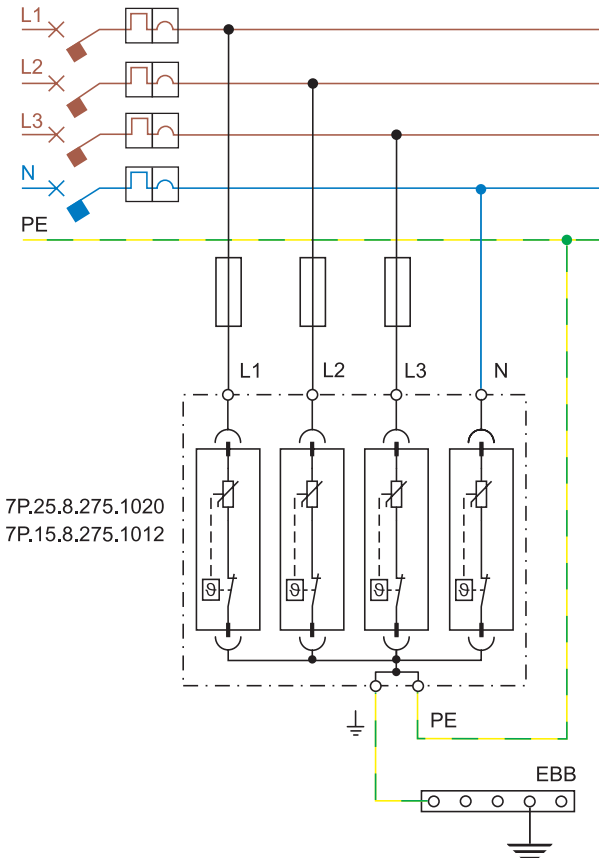 L1
L2
L3
N
PE
L1 L2 L3 N
7P.25.8.275.1020
7P.15.8.275.1012
ϑ ϑ ϑ ϑ
PE
EBB